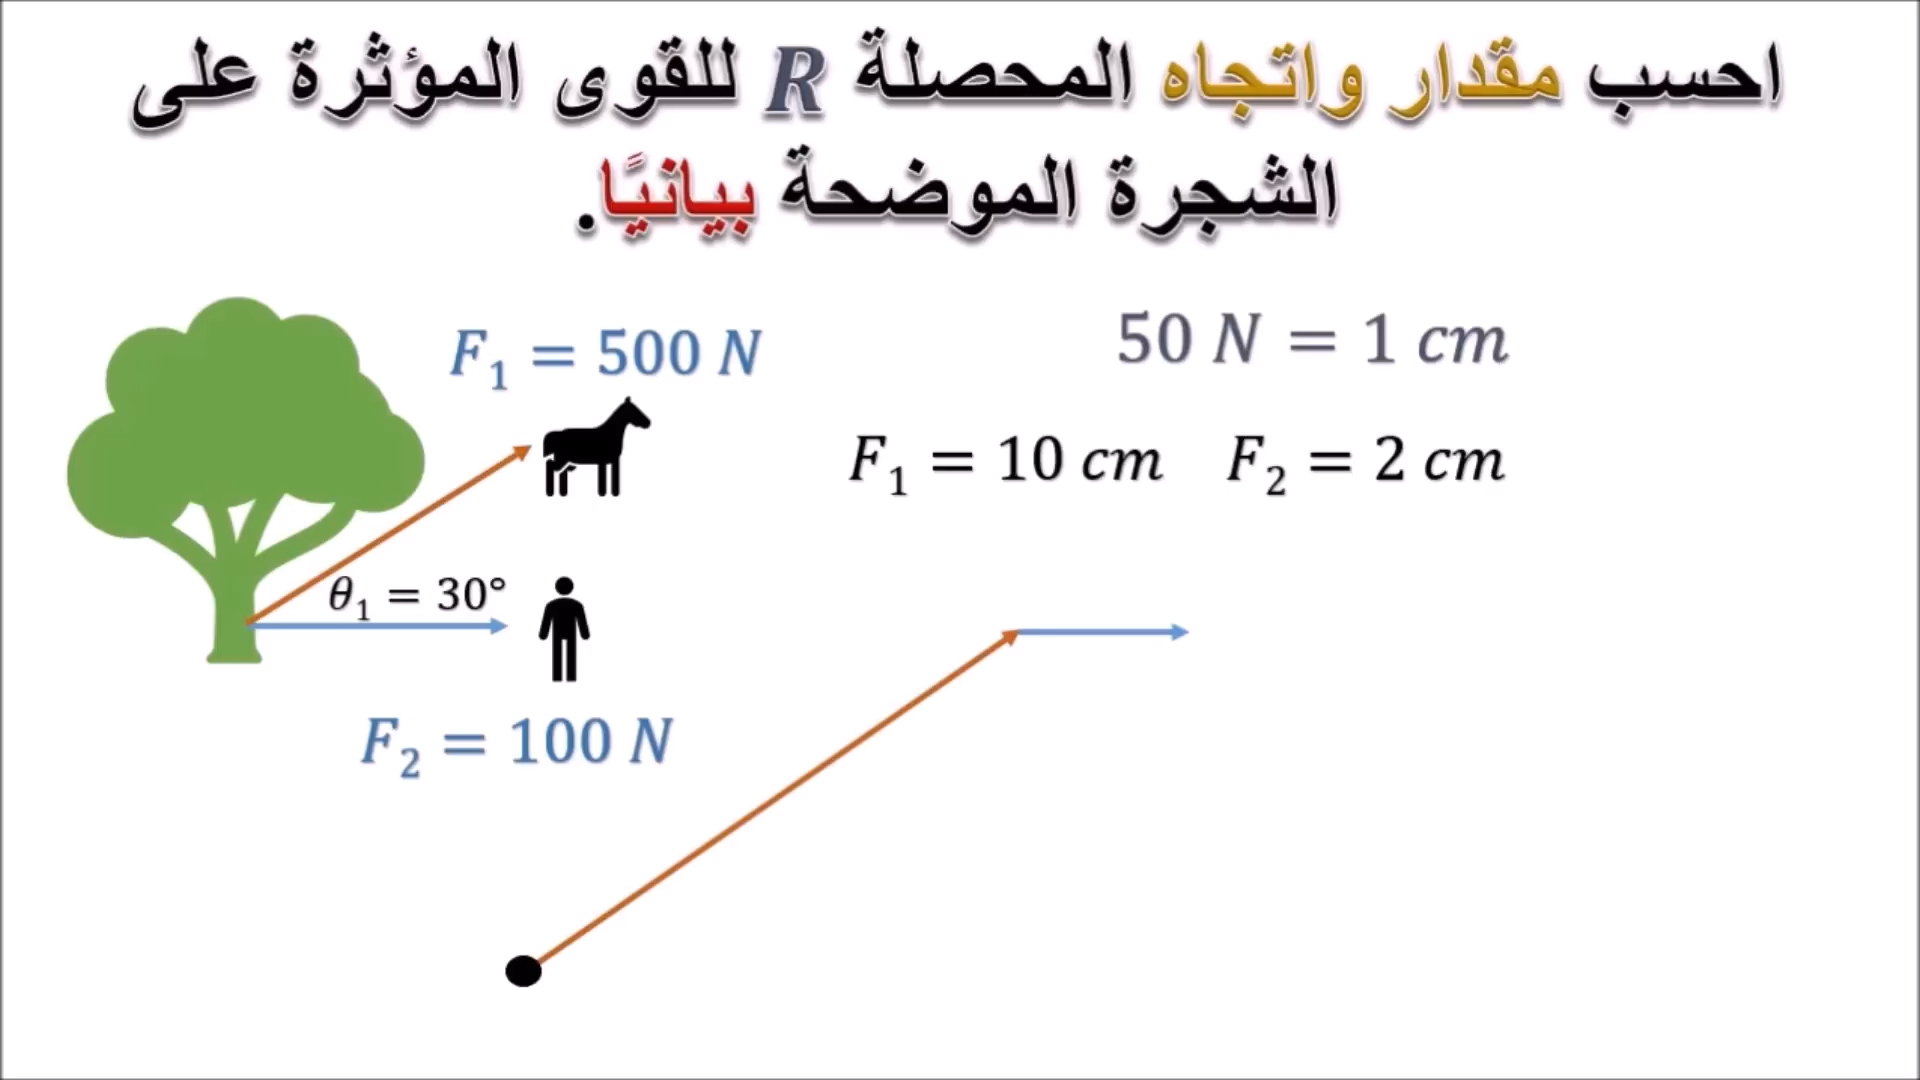 احسب مقدار واتجاه المحصلة R للقوى المؤثرة على
الشجرة الموضحة بيانيًا.
F₁ = 500 N
50 N = 1 cm
F₁ = 10 cm F₂ = 2 cm
θ₁ = 30°
F₂ = 100 N